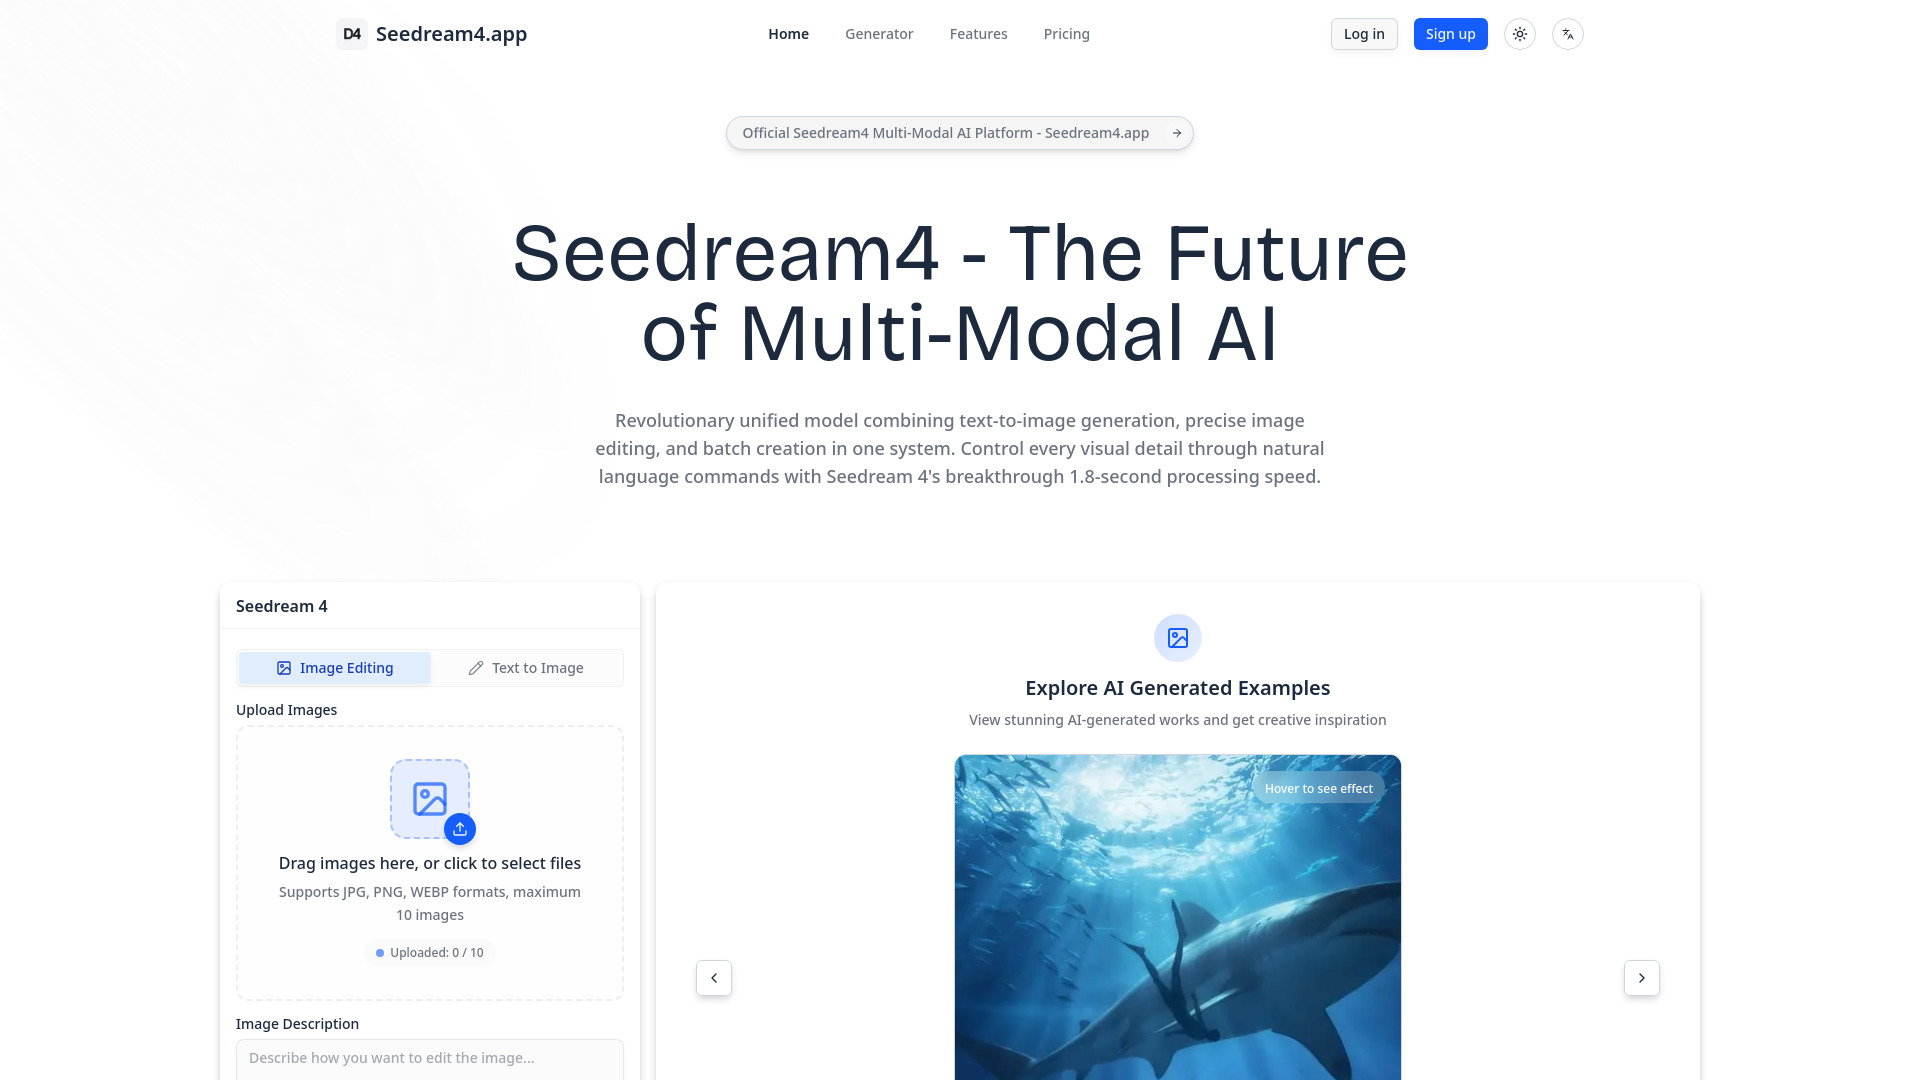 D4 Seedream4.app
Home
Generator
Features
Pricing
Log in
Sign up
Official Seedream4 Multi-Modal AI Platform - Seedream4.app
Seedream4 - The Future
of Multi-Modal AI
Revolutionary unified model combining text-to-image generation, precise image
editing, and batch creation in one system. Control every visual detail through natural
language commands with Seedream 4's breakthrough 1.8-second processing speed.
Seedream 4
Image Editing
Text to Image
Upload Images
Drag images here, or click to select files
Supports JPG, PNG, WEBP formats, maximum
10 images
Uploaded: 0 / 10
Image Description
Describe how you want to edit the image...
Explore AI Generated Examples
View stunning AI-generated works and get creative inspiration
Hover to see effect